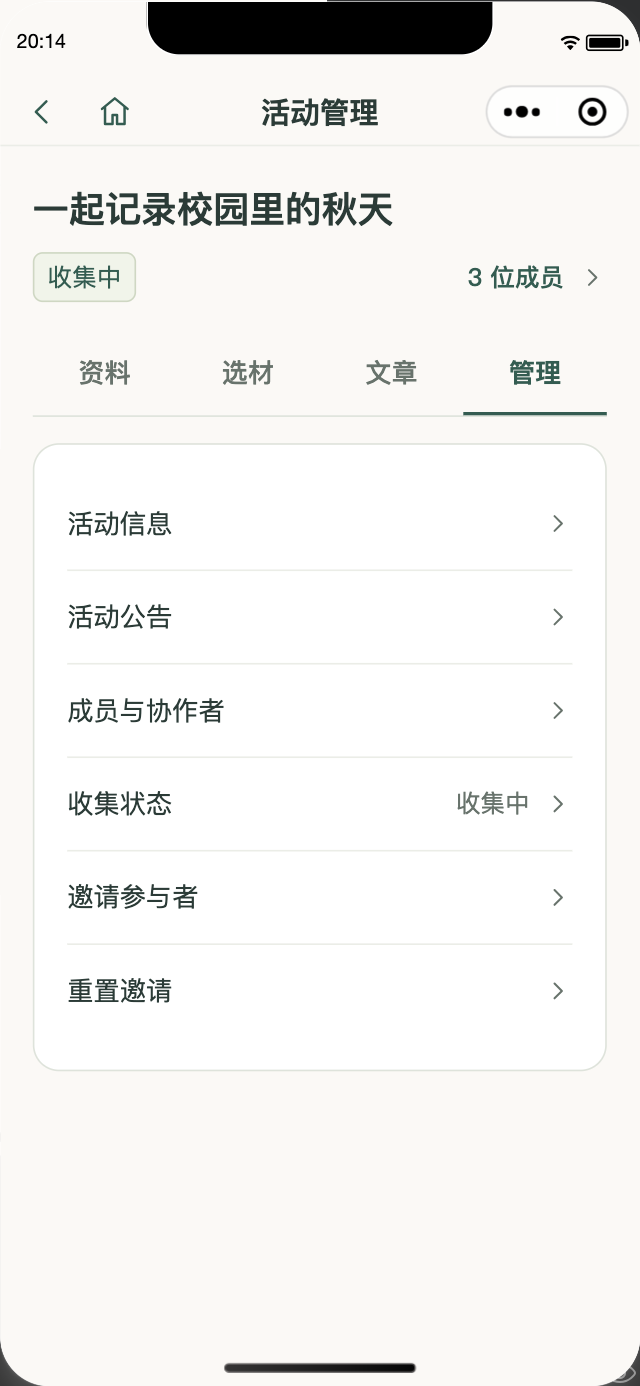 20:14
活动管理
一起记录校园里的秋天
收集中
3 位成员
资料 选材 文章 管理
活动信息
活动公告
成员与协作者
收集状态 收集中
邀请参与者
重置邀请